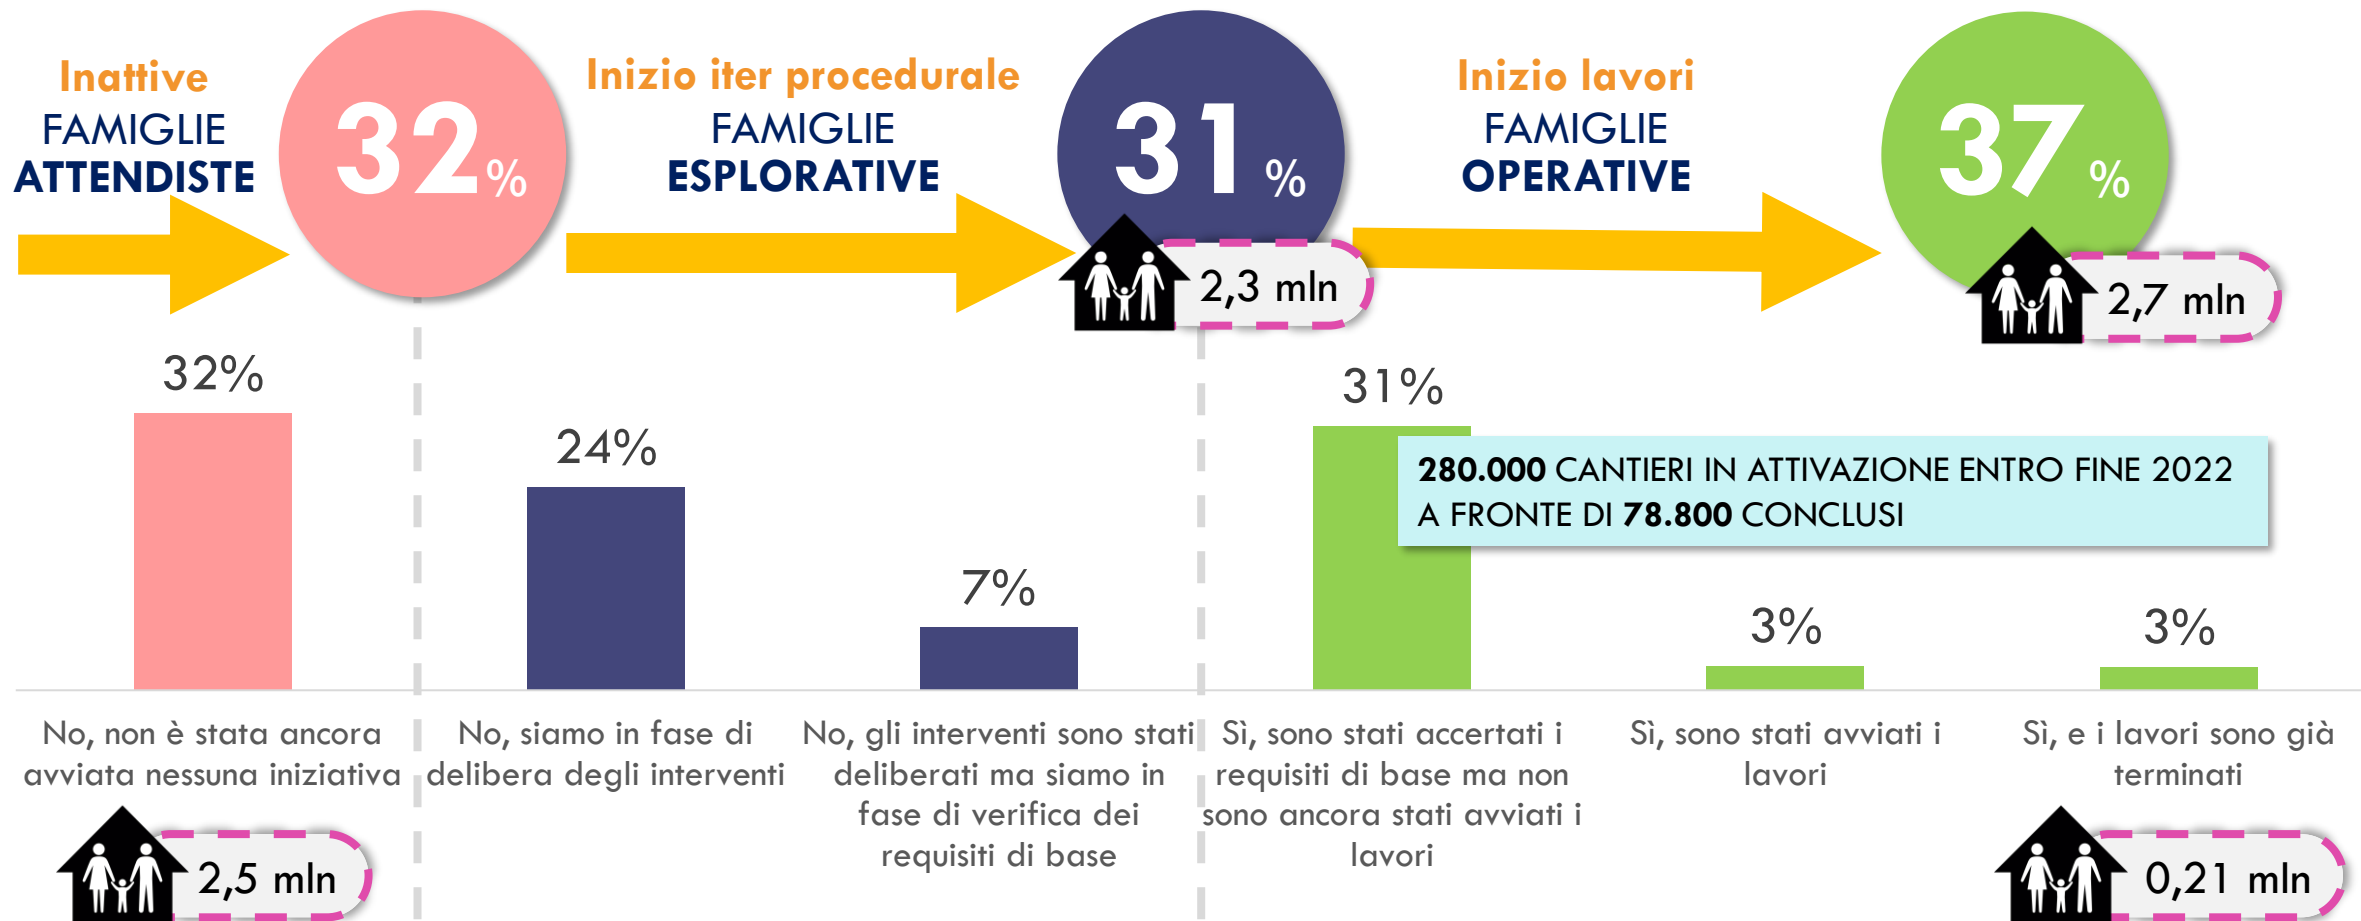 Inattive
FAMIGLIE
ATTENDISTE
32%
Inizio iter procedurale
FAMIGLIE
ESPLORATIVE
31%
2,3 mln
Inizio lavori
FAMIGLIE
OPERATIVE
37%
2,7 mln
32%
24%
7%
31%
3%
3%
280.000 CANTIERI IN ATTIVAZIONE ENTRO FINE 2022
A FRONTE DI 78.800 CONCLUSI
No, non è stata ancora
avviata nessuna iniziativa
No, siamo in fase di
delibera degli interventi
No, gli interventi sono stati
deliberati ma siamo in
fase di verifica dei
requisiti di base
Sì, sono stati accertati i
requisiti di base ma non
sono ancora stati avviati i
lavori
Sì, sono stati avviati i
lavori
Sì, e i lavori sono già
terminati
2,5 mln
0,21 mln